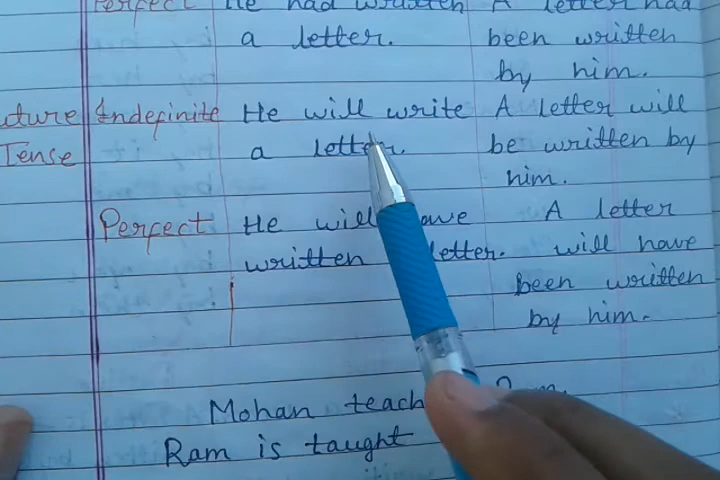 Perfect He had written A letter had
a letter. been written
by him.
uture Indefinite He will write A letter will
Tense a letter. be written by
him.
Perfect He will ave A letter
written letter. will have
been written
by him.
Mohan teach
Ram is taught